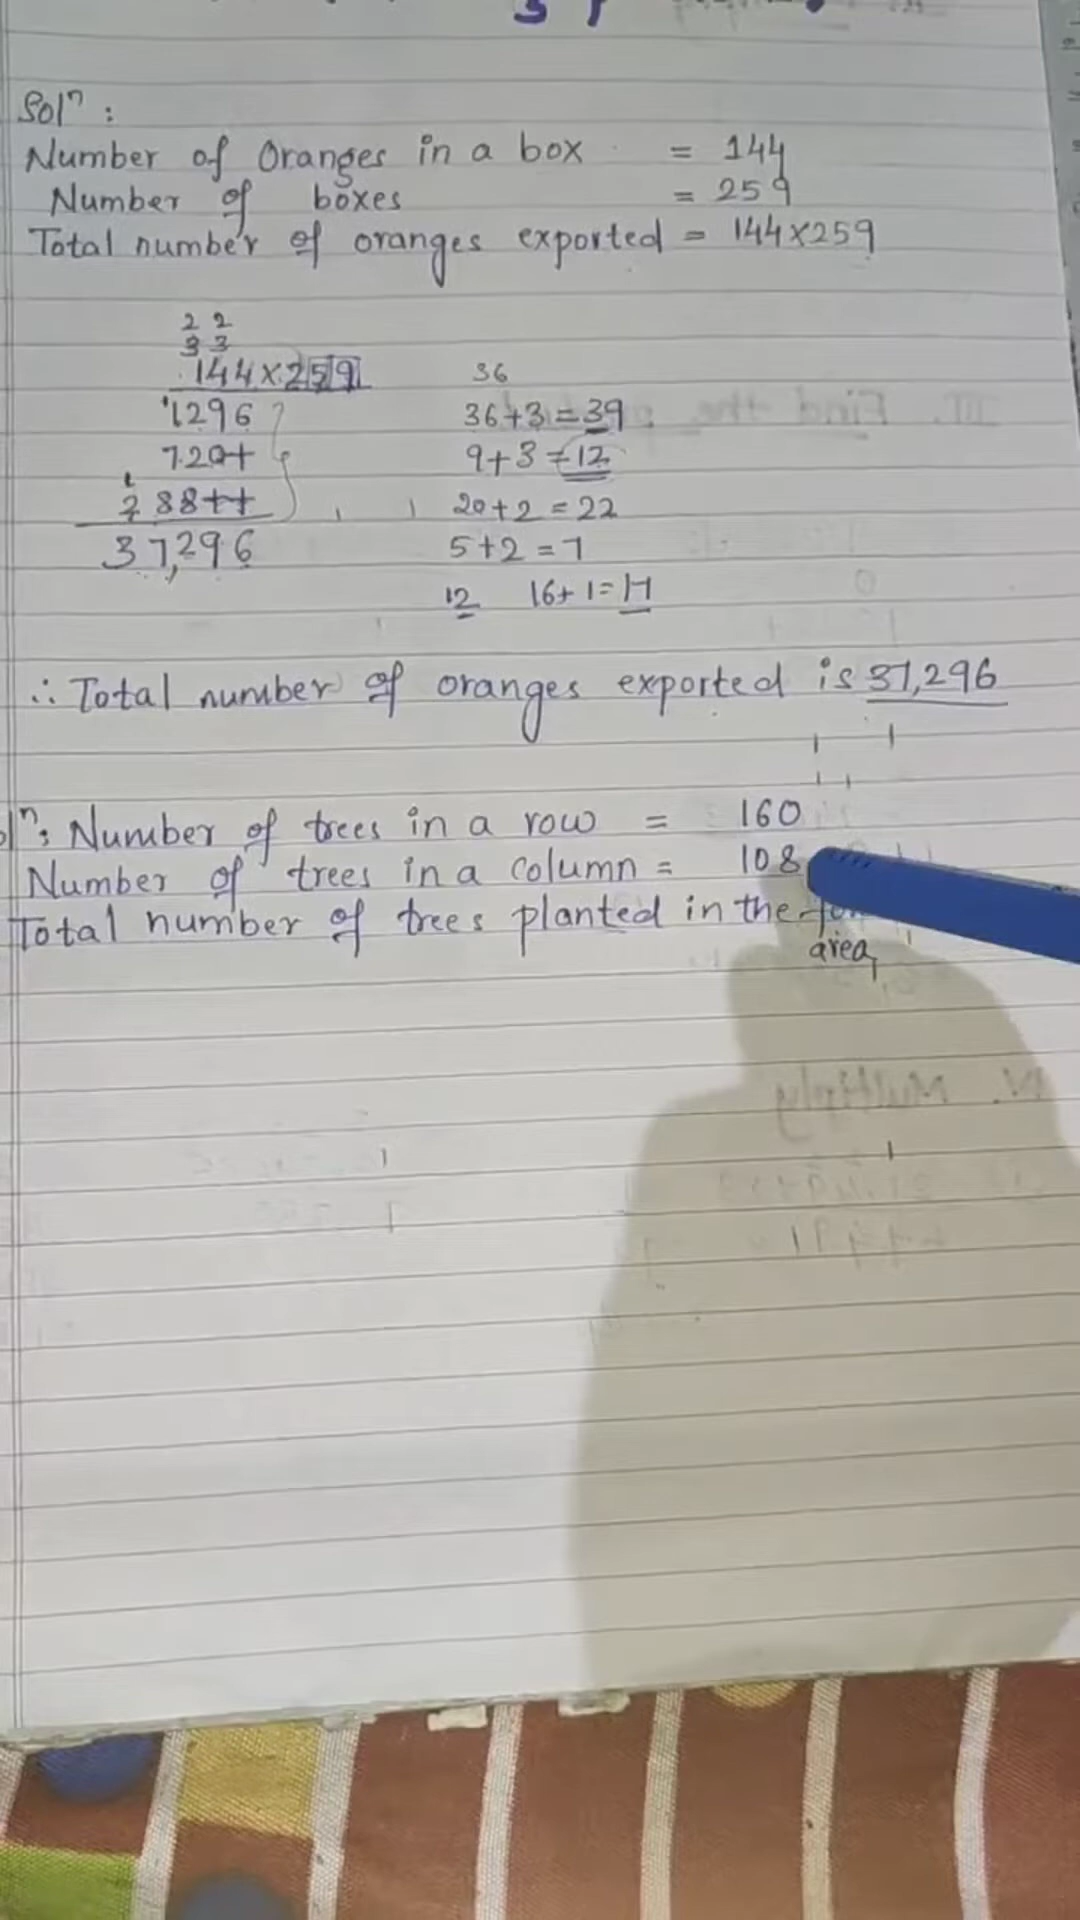 Solⁿ :
Number of Oranges in a box = 144
Number of boxes = 259
Total number of oranges exported = 144×259
2 2
3 3
144×259
1296
720+
288++
37,296
36
36+3=39
9+3=12
20+2=22
5+2=7
12 16+1=17
∴ Total number of oranges exported is 37,296
ⁿ: Number of trees in a row = 160
Number of trees in a column = 108
Total number of trees planted in the
area